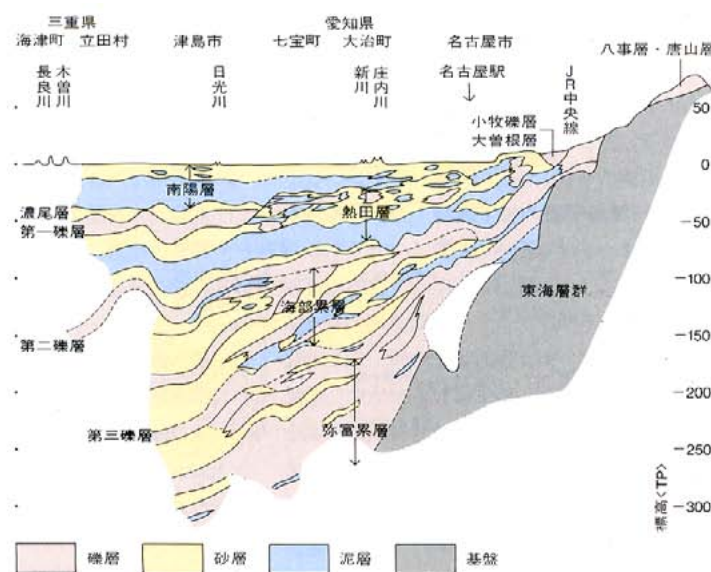 三重県 愛知県
海津町 立田村 津島市 七宝町 大治町 名古屋市
八事層・唐山層
長良川
木曽川
日光川
新川
庄内川
名古屋駅
JR中央線
小牧礫層
大曽根層
50
0
-50
-100
-150
-200
-250
-300
南陽層
濃尾層
第一礫層
熱田層
海部累層
東海層群
第二礫層
第三礫層
弥富累層
標高<TP>
礫層 砂層 泥層 基盤